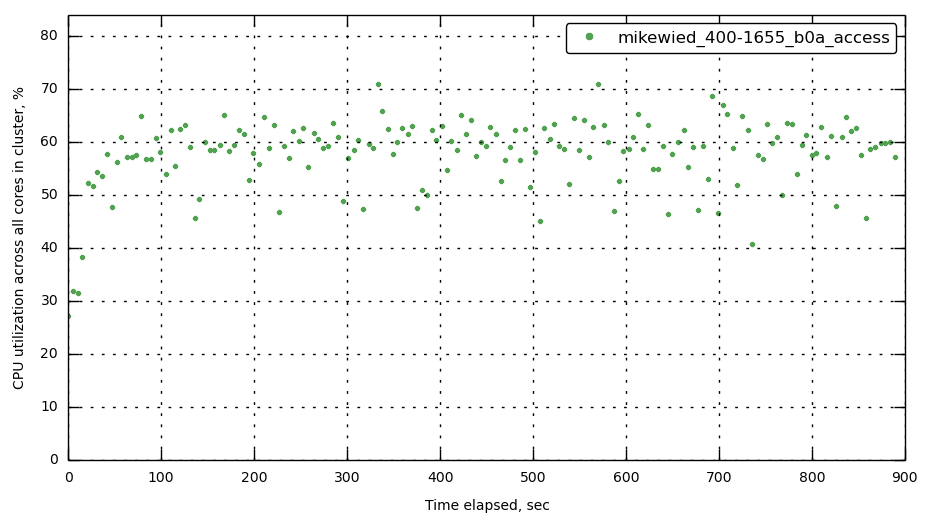 mikewied_400-1655_b0a_access
CPU utilization across all cores in cluster, %
80
70
60
50
40
30
20
10
0
0 100 200 300 400 500 600 700 800 900
Time elapsed, sec